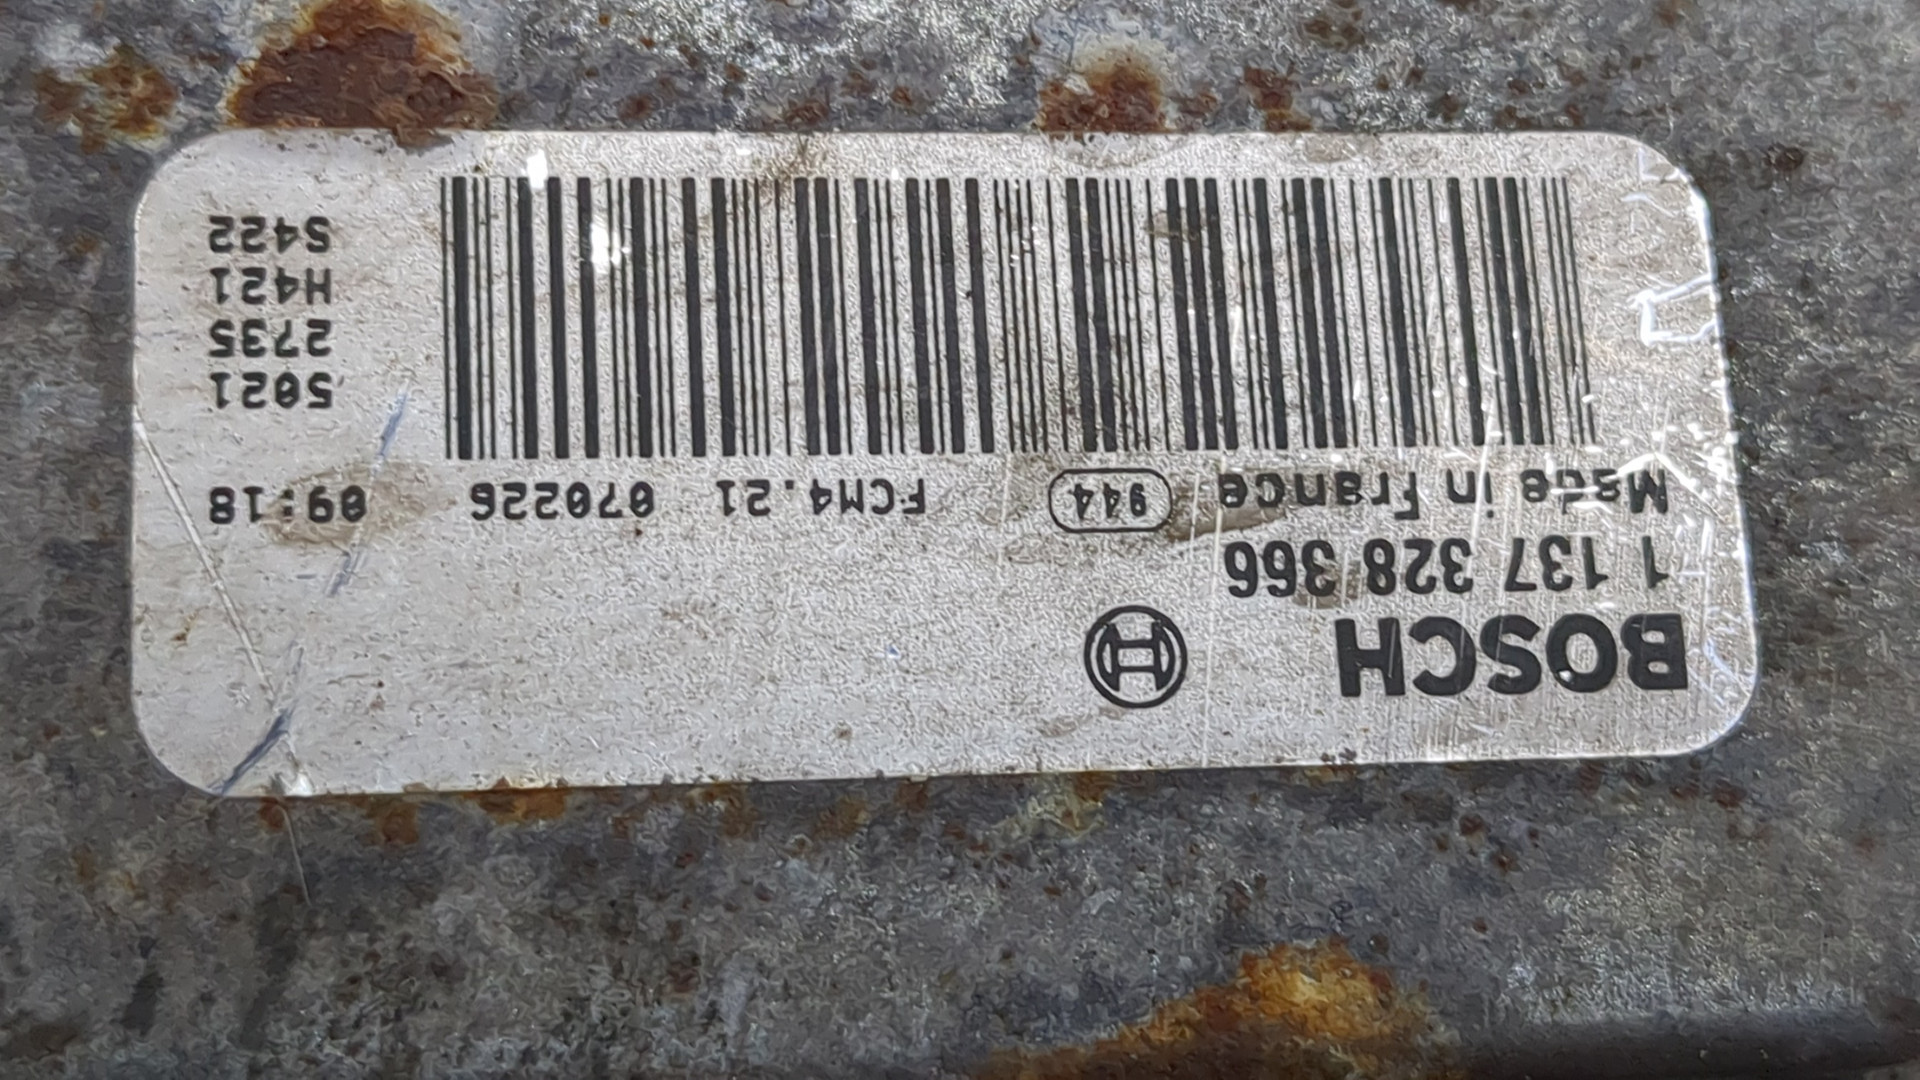 BOSCH
1 137 328 366
Made in France 944 FCM4.21 070226 09:18
5021
2735
H421
S422